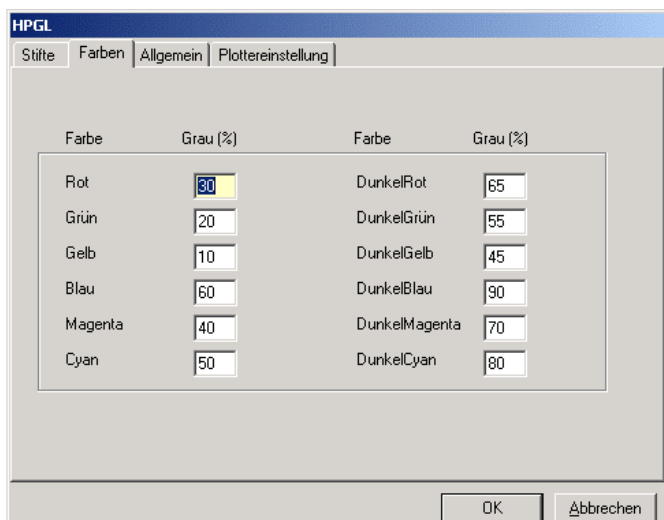 HPGL
Stifte Farben Allgemein Plottereinstellung
Farbe Grau (%) Farbe Grau (%)
Rot 30 DunkelRot 65
Grün 20 DunkelGrün 55
Gelb 10 DunkelGelb 45
Blau 60 DunkelBlau 90
Magenta 40 DunkelMagenta 70
Cyan 50 DunkelCyan 80
OK Abbrechen